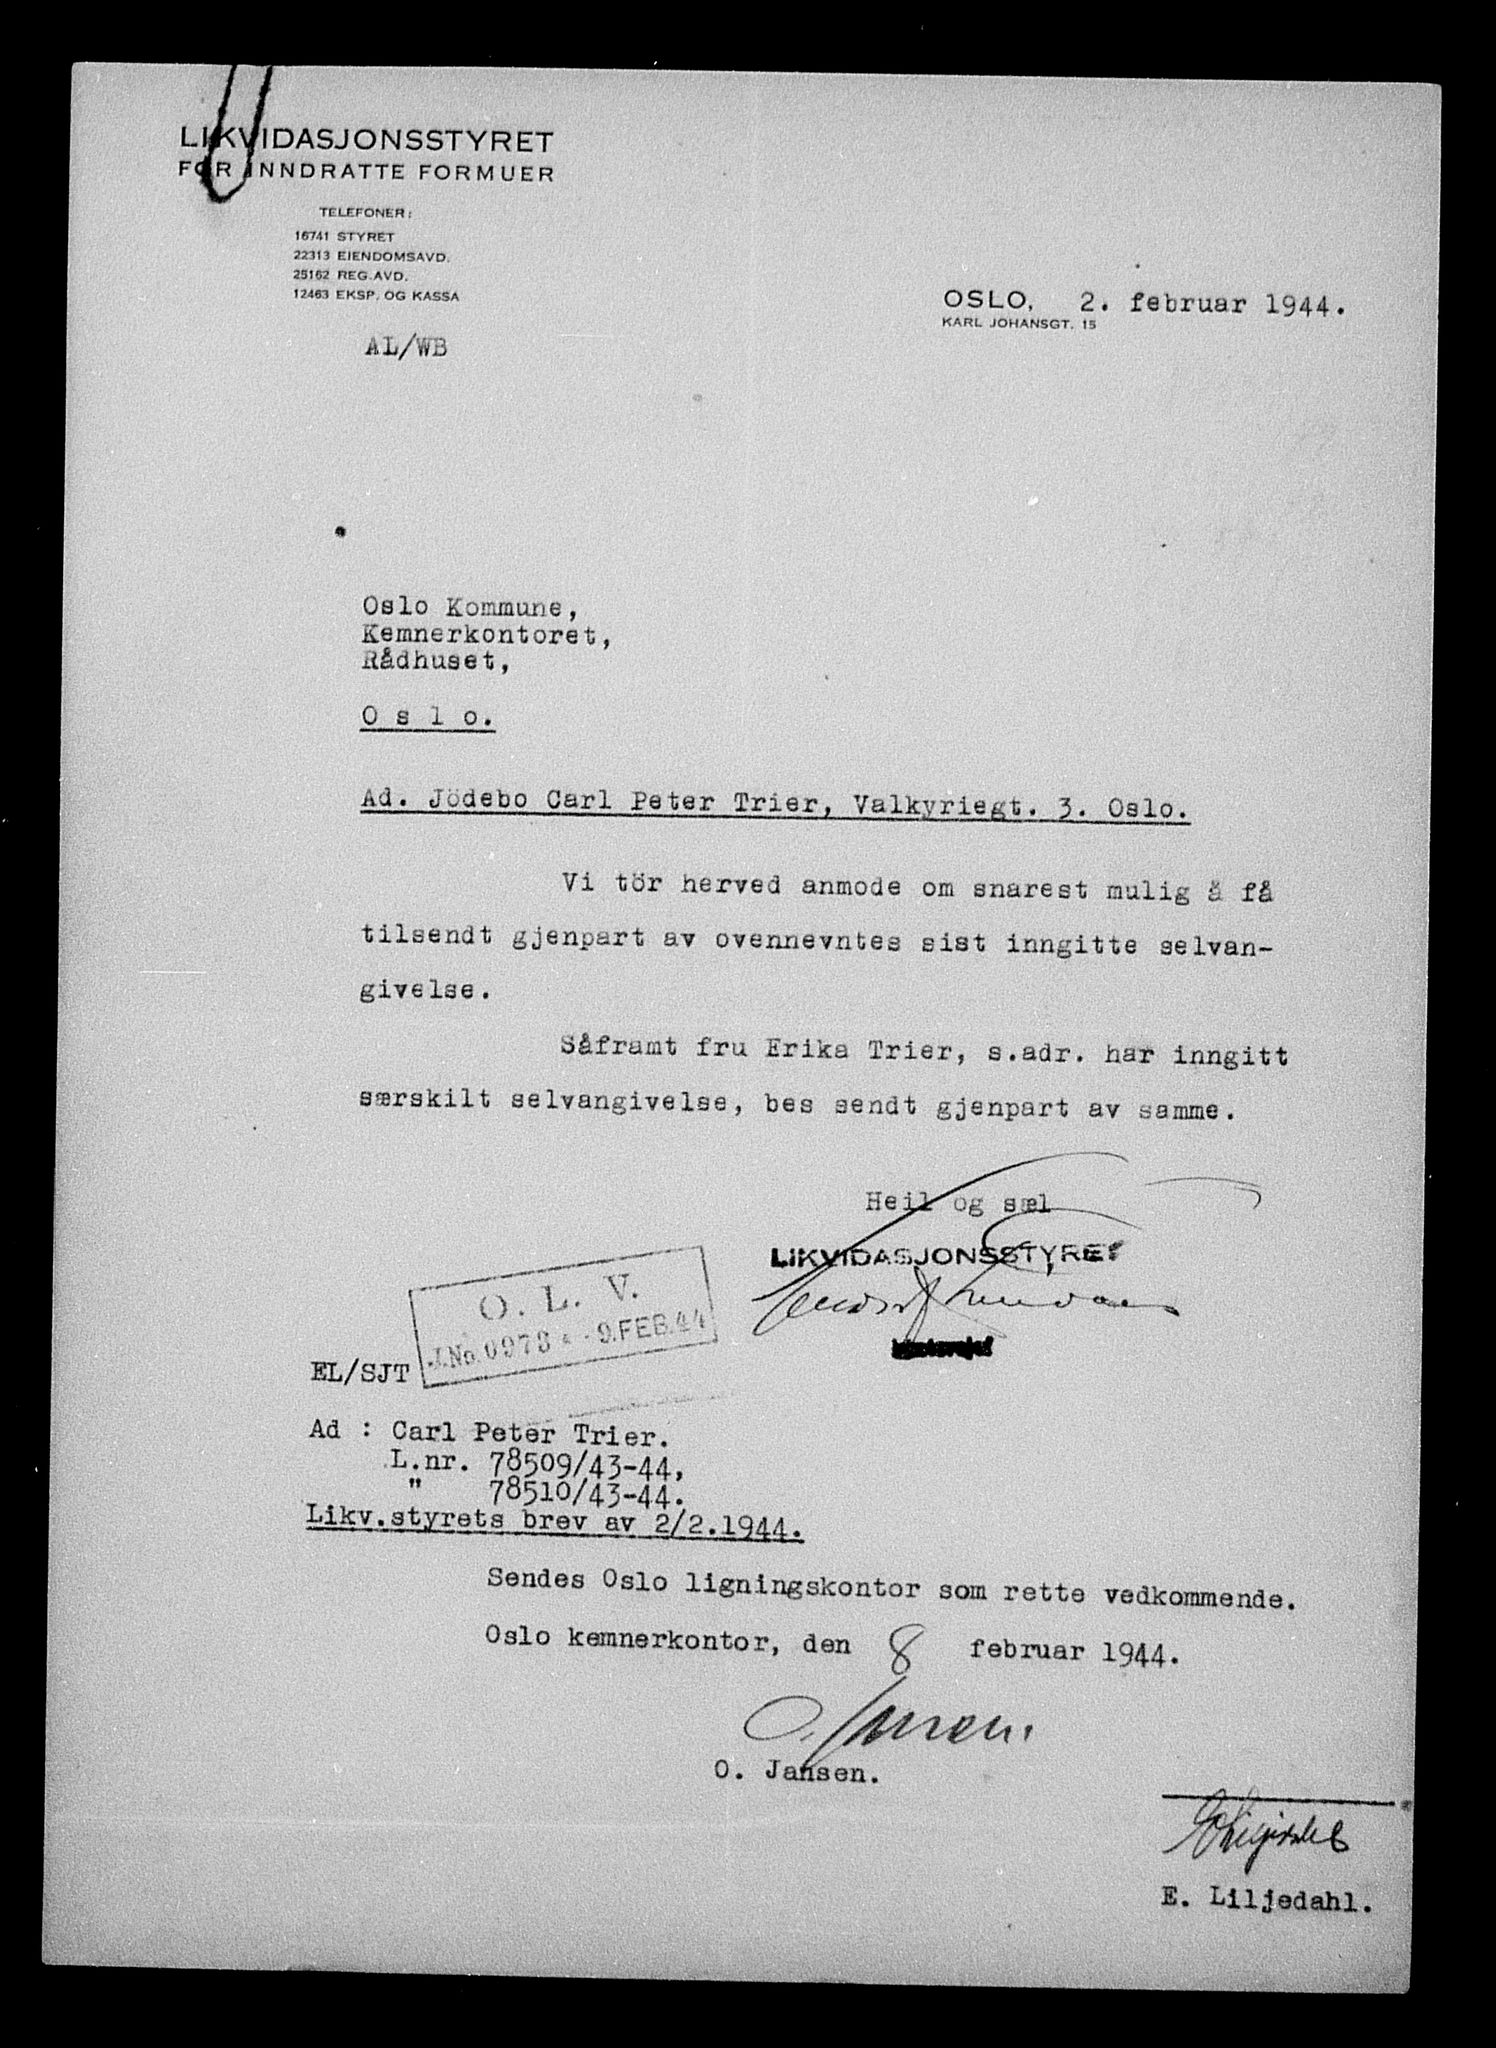 LIKVIDASJONSSTYRET
FOR INNDRATTE FORMUER
TELEFONER:
16741 STYRET
22313 EIENDOMSAVD.
25162 REG.AVD.
12463 EKSP. OG KASSA
OSLO, 2. februar 1944.
KARL JOHANSGT. 15
AL/WB
Oslo Kommune,
Kemnerkontoret,
Rådhuset,
O s l o.
Ad. Jödebo Carl Peter Trier, Valkyriegt. 3. Oslo.
Vi tör herved anmode om snarest mulig å få
tilsendt gjenpart av ovennevntes sist inngitte selvan-
givelse.
Såframt fru Erika Trier, s.adr. har inngitt
særskilt selvangivelse, bes sendt gjenpart av samme.
Heil og sæl
LIKVIDASJONSSTYRET
O. L. V.
J.No. 0973 - 9. FEB. 44
EL/SJT
Ad : Carl Peter Trier.
L.nr. 78509/43-44,
" 78510/43-44.
Likv.styrets brev av 2/2.1944.
Sendes Oslo ligningskontor som rette vedkommende.
Oslo kemnerkontor, den 8 februar 1944.
O. Jansen.
O. Jansen.
E. Liljedahl.